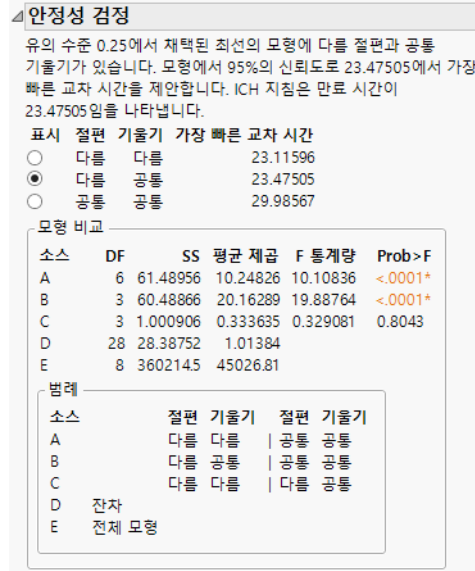 안정성 검정
유의 수준 0.25에서 채택된 최선의 모형에 다름 절편과 공통
기울기가 있습니다. 모형에서 95%의 신뢰도로 23.47505에서 가장
빠른 교차 시간을 제안합니다. ICH 지침은 만료 시간이
23.47505임을 나타냅니다.
표시 절편 기울기 가장 빠른 교차 시간
다름 다름 23.11596
다름 공통 23.47505
공통 공통 29.98567
모형 비교
소스 DF SS 평균 제곱 F 통계량 Prob>F
A 6 61.48956 10.24826 10.10836 <.0001*
B 3 60.48866 20.16289 19.88764 <.0001*
C 3 1.000906 0.333635 0.329081 0.8043
D 28 28.38752 1.01384
E 8 360214.5 45026.81
범례
소스 절편 기울기 절편 기울기
A 다름 다름 | 공통 공통
B 다름 공통 | 공통 공통
C 다름 다름 | 다름 공통
D 잔차
E 전체 모형